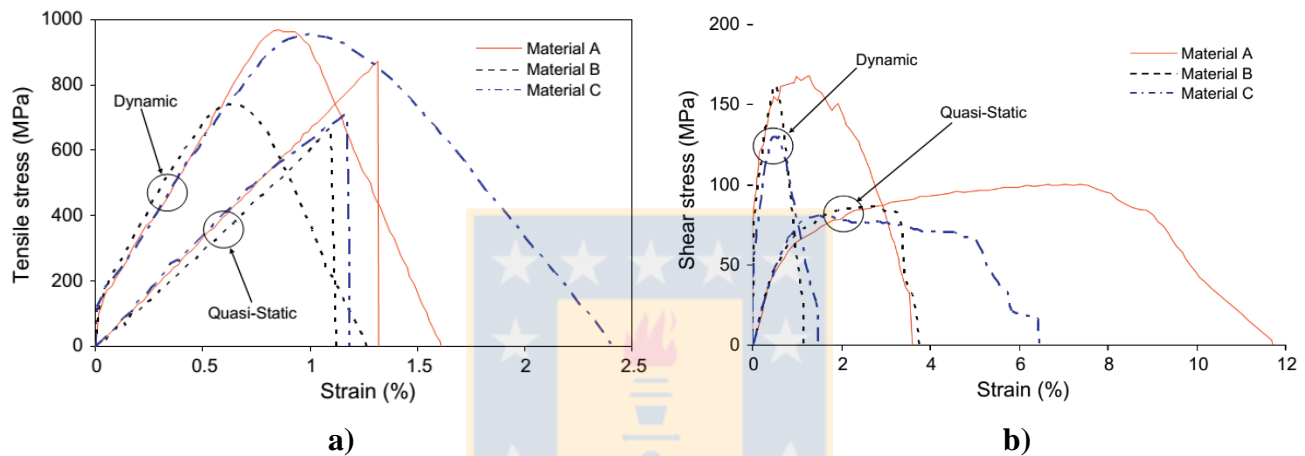 1000
800
600
400
200
0
Tensile stress (MPa)
Material A
Material B
Material C
Dynamic
Quasi-Static
0
0.5
1
1.5
2
2.5
Strain (%)
a)
200
150
100
50
0
Shear stress (MPa)
Dynamic
Material A
Material B
Material C
Quasi-Static
0
2
4
6
8
10
12
Strain (%)
b)